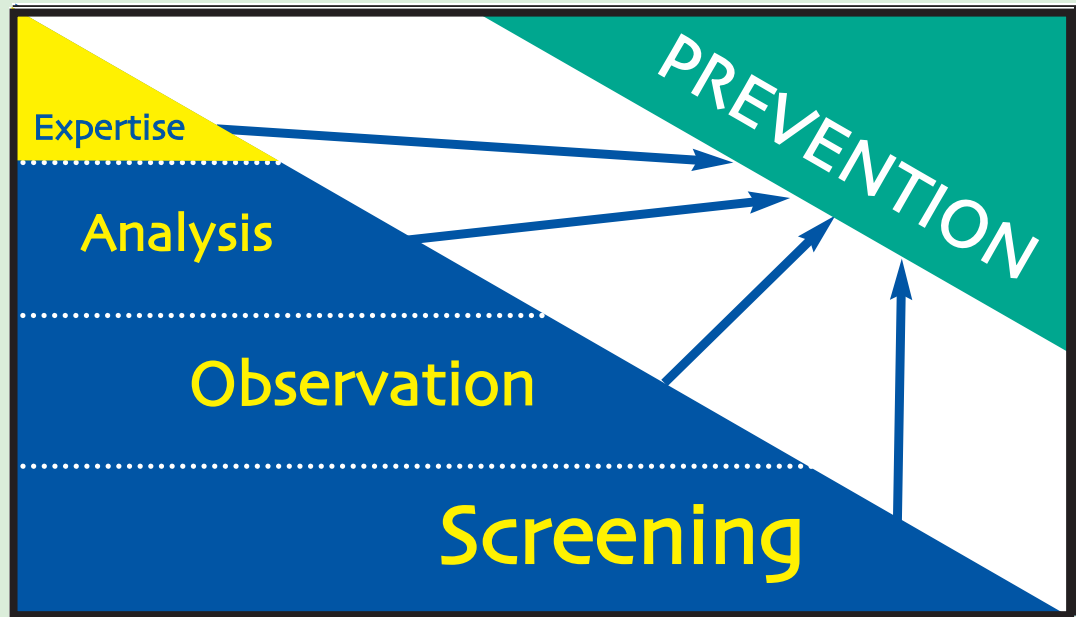 PREVENTION
Expertise
Analysis
Observation
Screening